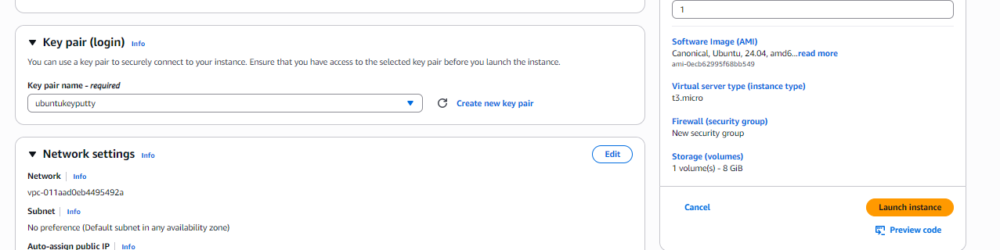 Key pair (login) Info
You can use a key pair to securely connect to your instance. Ensure that you have access to the selected key pair before you launch the instance.
Key pair name - required
ubuntukeyputty
Create new key pair
Network settings Info
Edit
Network Info
vpc-011aad0eb4495492a
Subnet Info
No preference (Default subnet in any availability zone)
Auto-assign public IP Info
1
Software Image (AMI)
Canonical, Ubuntu, 24.04, amd6...read more
ami-0ecb62995f68bb549
Virtual server type (instance type)
t3.micro
Firewall (security group)
New security group
Storage (volumes)
1 volume(s) - 8 GiB
Cancel
Launch instance
Preview code